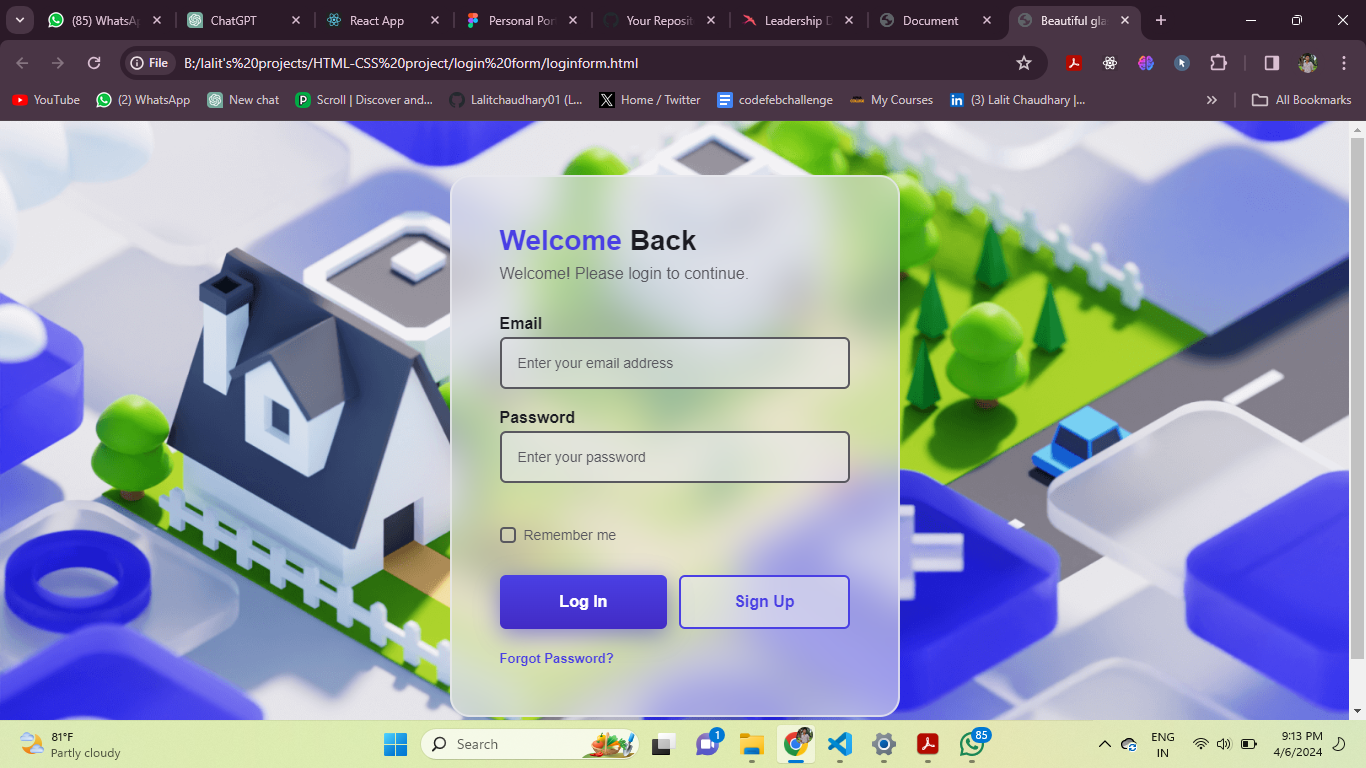 (85) WhatsA
ChatGPT
React App
Personal Por
Your Reposit
Leadership D
Document
Beautiful gla
File
B:/lalit's%20projects/HTML-CSS%20project/login%20form/loginform.html
YouTube
(2) WhatsApp
New chat
Scroll | Discover and...
Lalitchaudhary01 (L...
Home / Twitter
codefebchallenge
My Courses
(3) Lalit Chaudhary |...
All Bookmarks
Welcome Back
Welcome! Please login to continue.
Email
Enter your email address
Password
Enter your password
Remember me
Log In
Sign Up
Forgot Password?
81°F
Partly cloudy
Search
1
85
ENG
IN
9:13 PM
4/6/2024